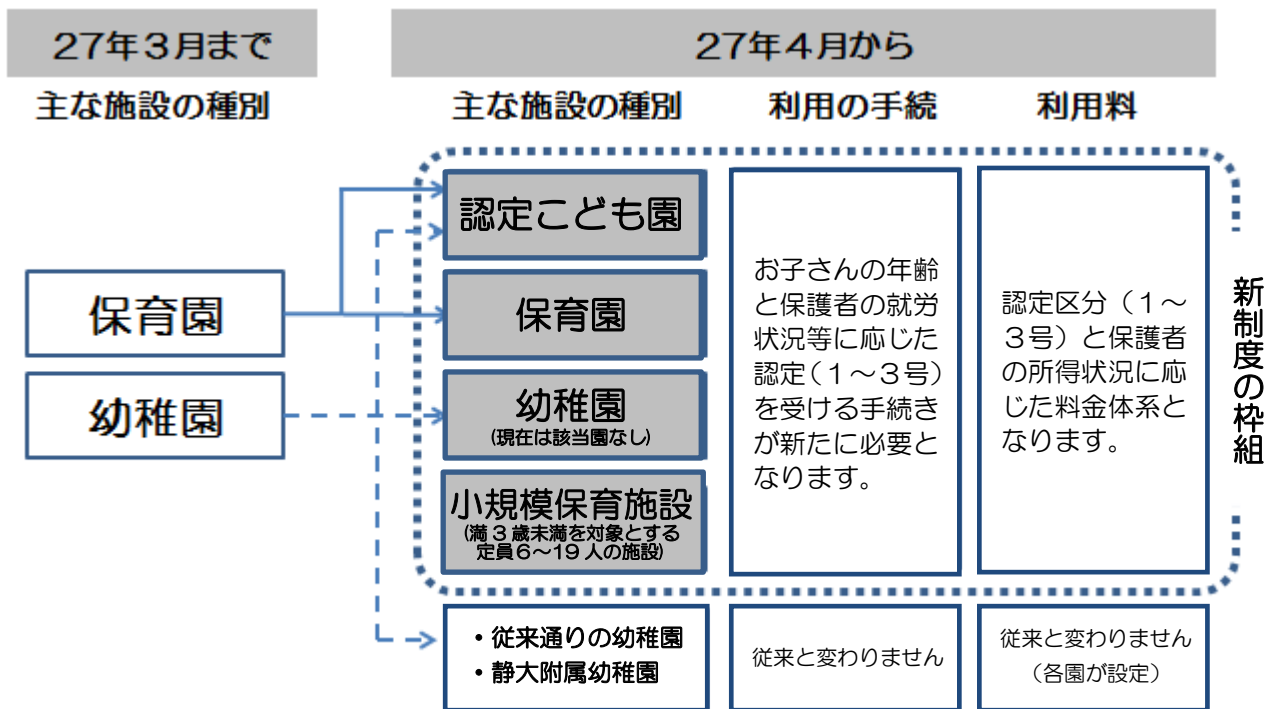 27年3月まで
27年4月から
主な施設の種別
主な施設の種別
利用の手続
利用料
保育園
幼稚園
認定こども園
保育園
幼稚園
(現在は該当園なし)
小規模保育施設
(満3歳未満を対象とする
定員6～19人の施設)
お子さんの年齢
と保護者の就労
状況等に応じた
認定(1～3号)
を受ける手続き
が新たに必要と
なります。
認定区分（1～
3号）と保護者
の所得状況に応
じた料金体系と
なります。
新制度の枠組
・従来通りの幼稚園
・静大附属幼稚園
従来と変わりません
従来と変わりません
（各園が設定）